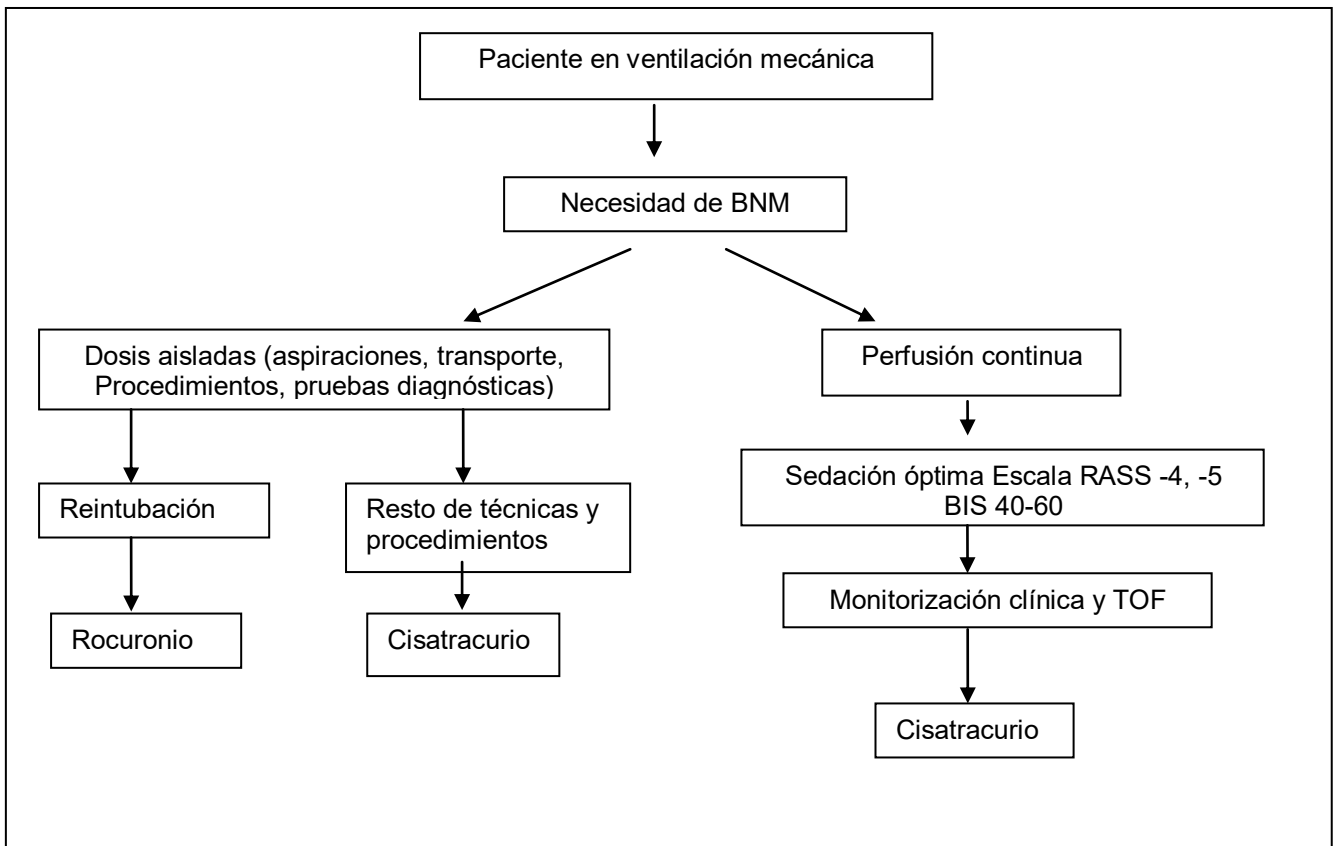 Paciente en ventilación mecánica
Necesidad de BNM
Dosis aisladas (aspiraciones, transporte,
Procedimientos, pruebas diagnósticas)
Perfusión continua
Reintubación
Resto de técnicas y
procedimientos
Sedación óptima Escala RASS -4, -5
BIS 40-60
Rocuronio
Cisatracurio
Monitorización clínica y TOF
Cisatracurio